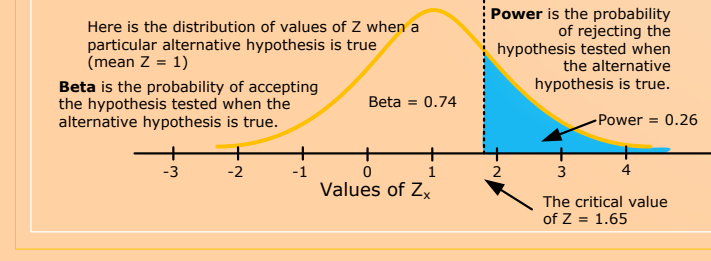 Here is the distribution of values of Z when a
particular alternative hypothesis is true
(mean Z = 1)
Beta is the probability of accepting
the hypothesis tested when the
alternative hypothesis is true.
Power is the probability
of rejecting the
hypothesis tested when
the alternative
hypothesis is true.
Beta = 0.74
Power = 0.26
-3 -2 -1 0 1 2 3 4
Values of Zx
The critical value
of Z = 1.65